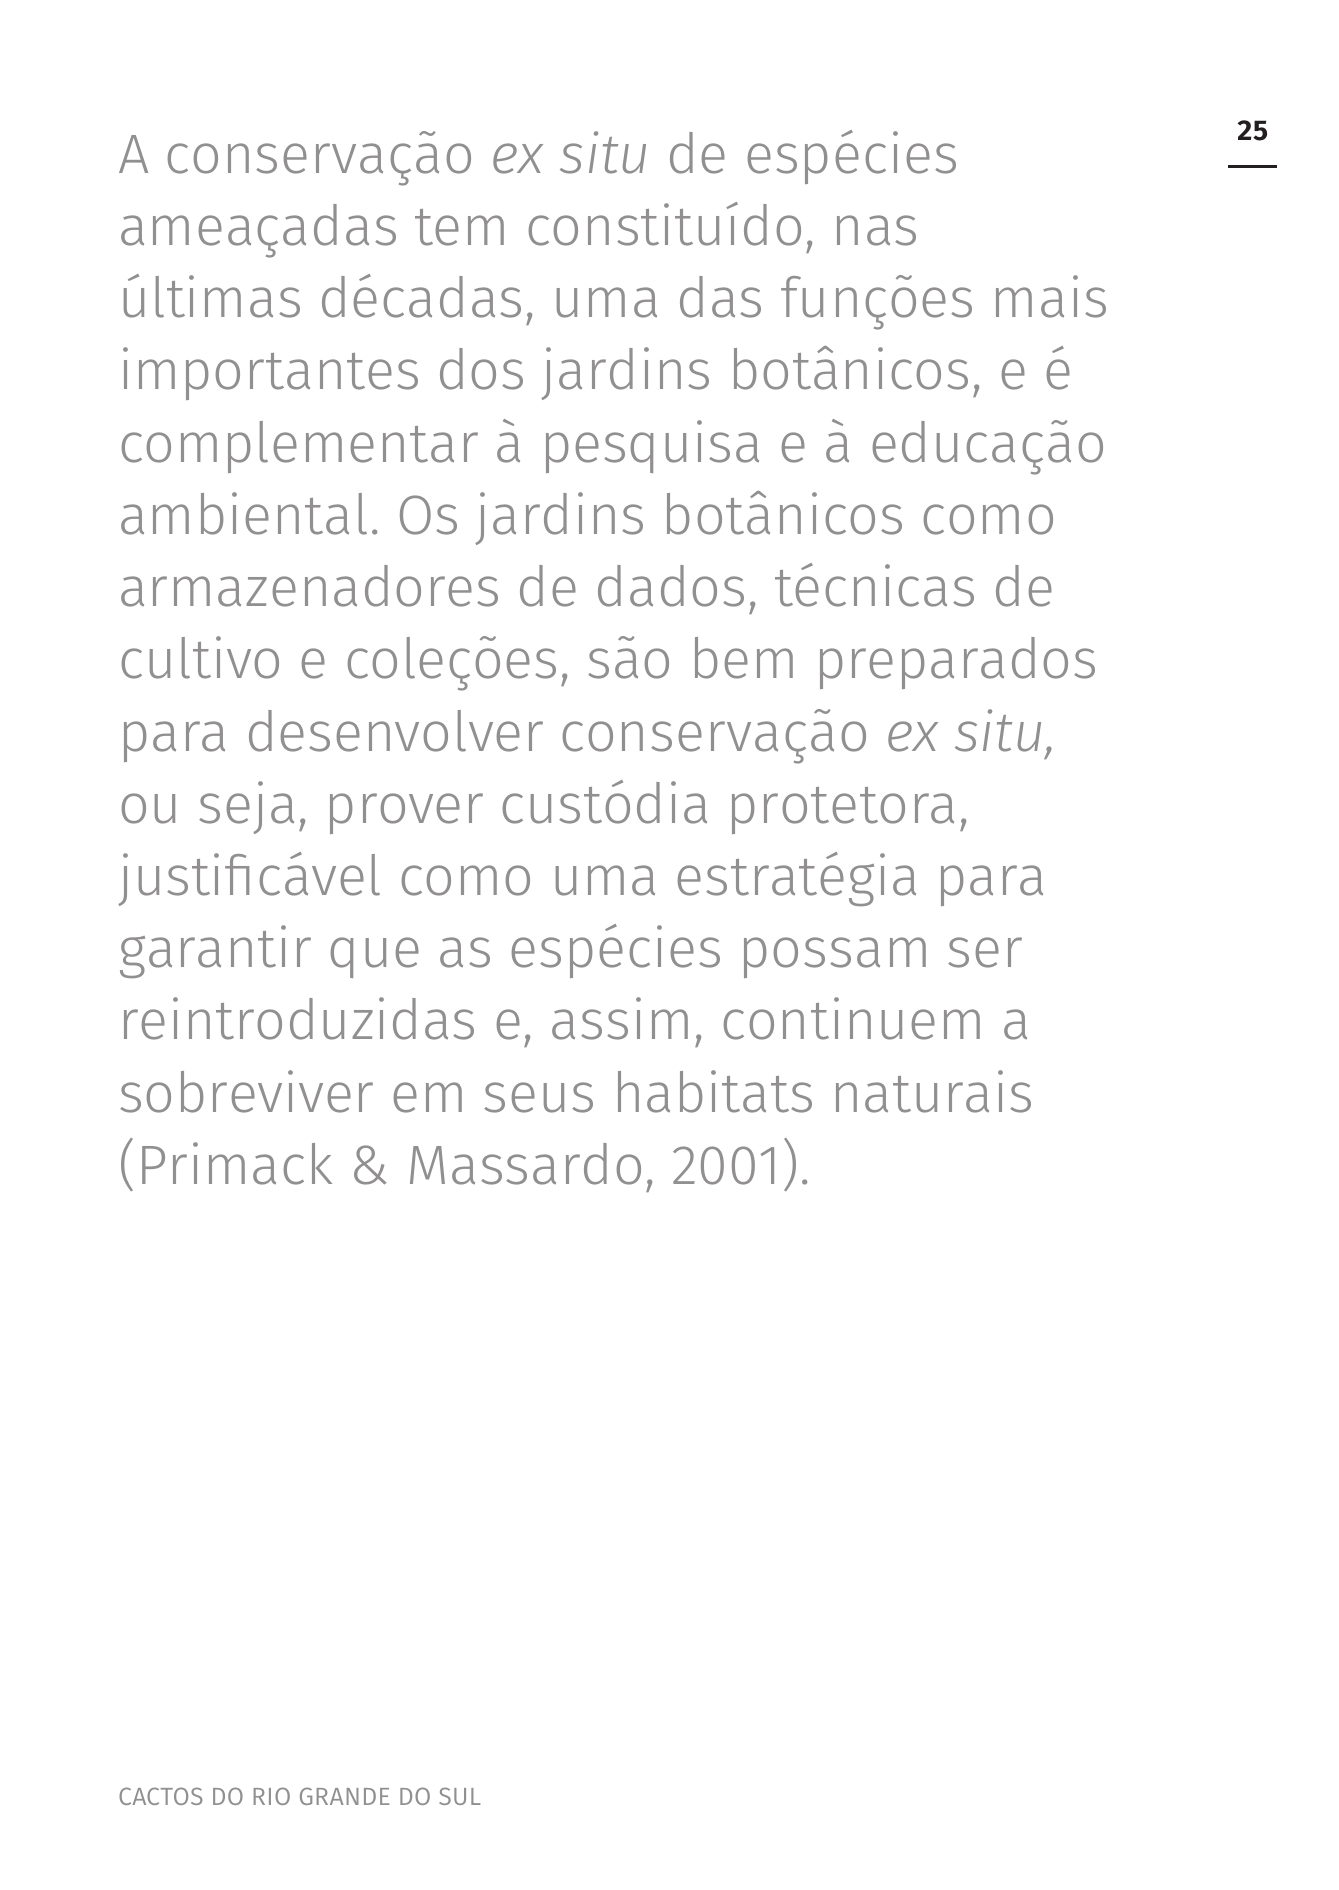 25
A conservação ex situ de espécies
ameaçadas tem constituído, nas
últimas décadas, uma das funções mais
importantes dos jardins botânicos, e é
complementar à pesquisa e à educação
ambiental. Os jardins botânicos como
armazenadores de dados, técnicas de
cultivo e coleções, são bem preparados
para desenvolver conservação ex situ,
ou seja, prover custódia protetora,
justificável como uma estratégia para
garantir que as espécies possam ser
reintroduzidas e, assim, continuem a
sobreviver em seus habitats naturais
(Primack & Massardo, 2001).
CACTOS DO RIO GRANDE DO SUL